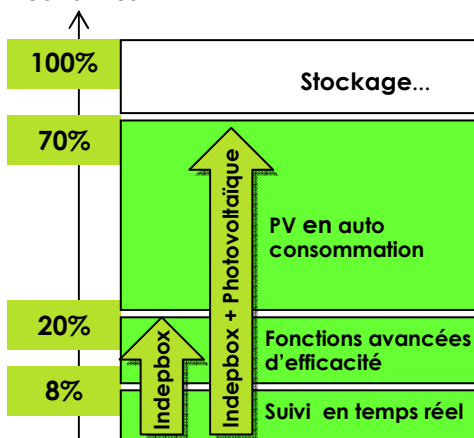 100%
Stockage...
70%
Indepbox + Photovoltaïque
PV en auto
consommation
20%
Indepbox
Fonctions avancées
d'efficacité
8%
Suivi en temps réel